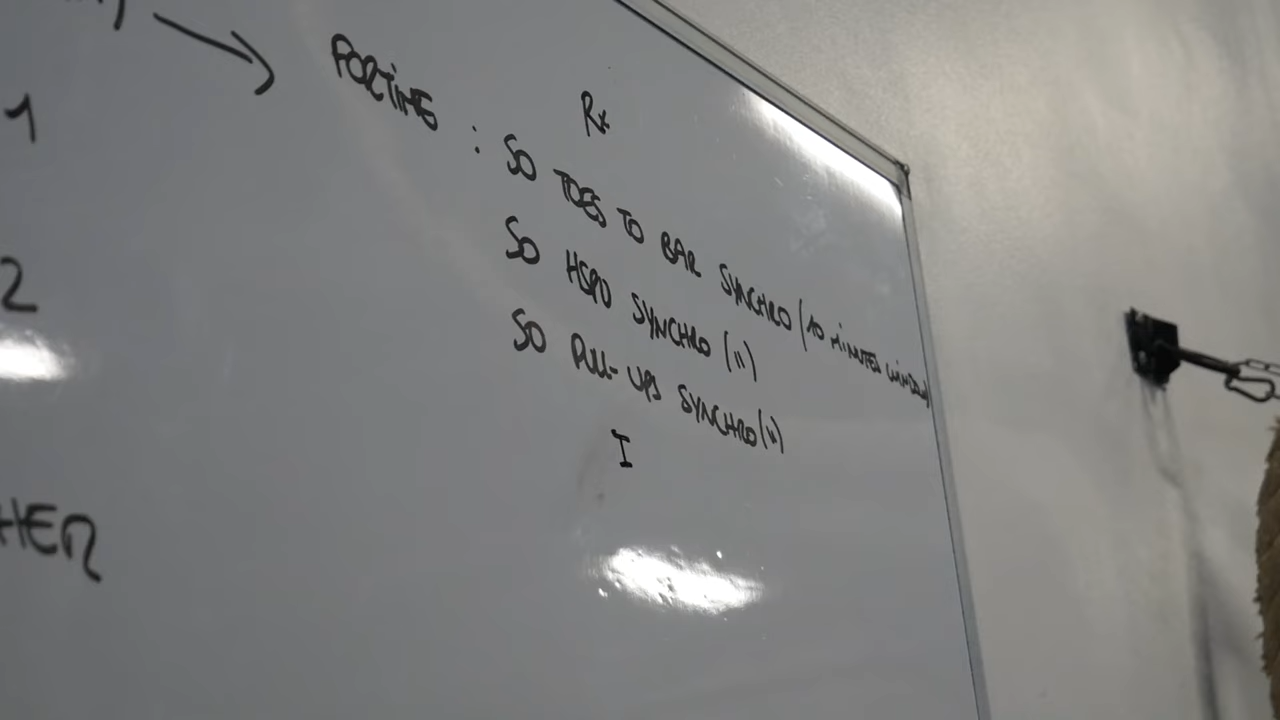 FORTIME :
Rx
50 TOES TO BAR SYNCHRO (10 MINUTES WINDOW)
50 HSPU SYNCHRO (")
50 PULL-UPS SYNCHRO (")
I
1
2
HER